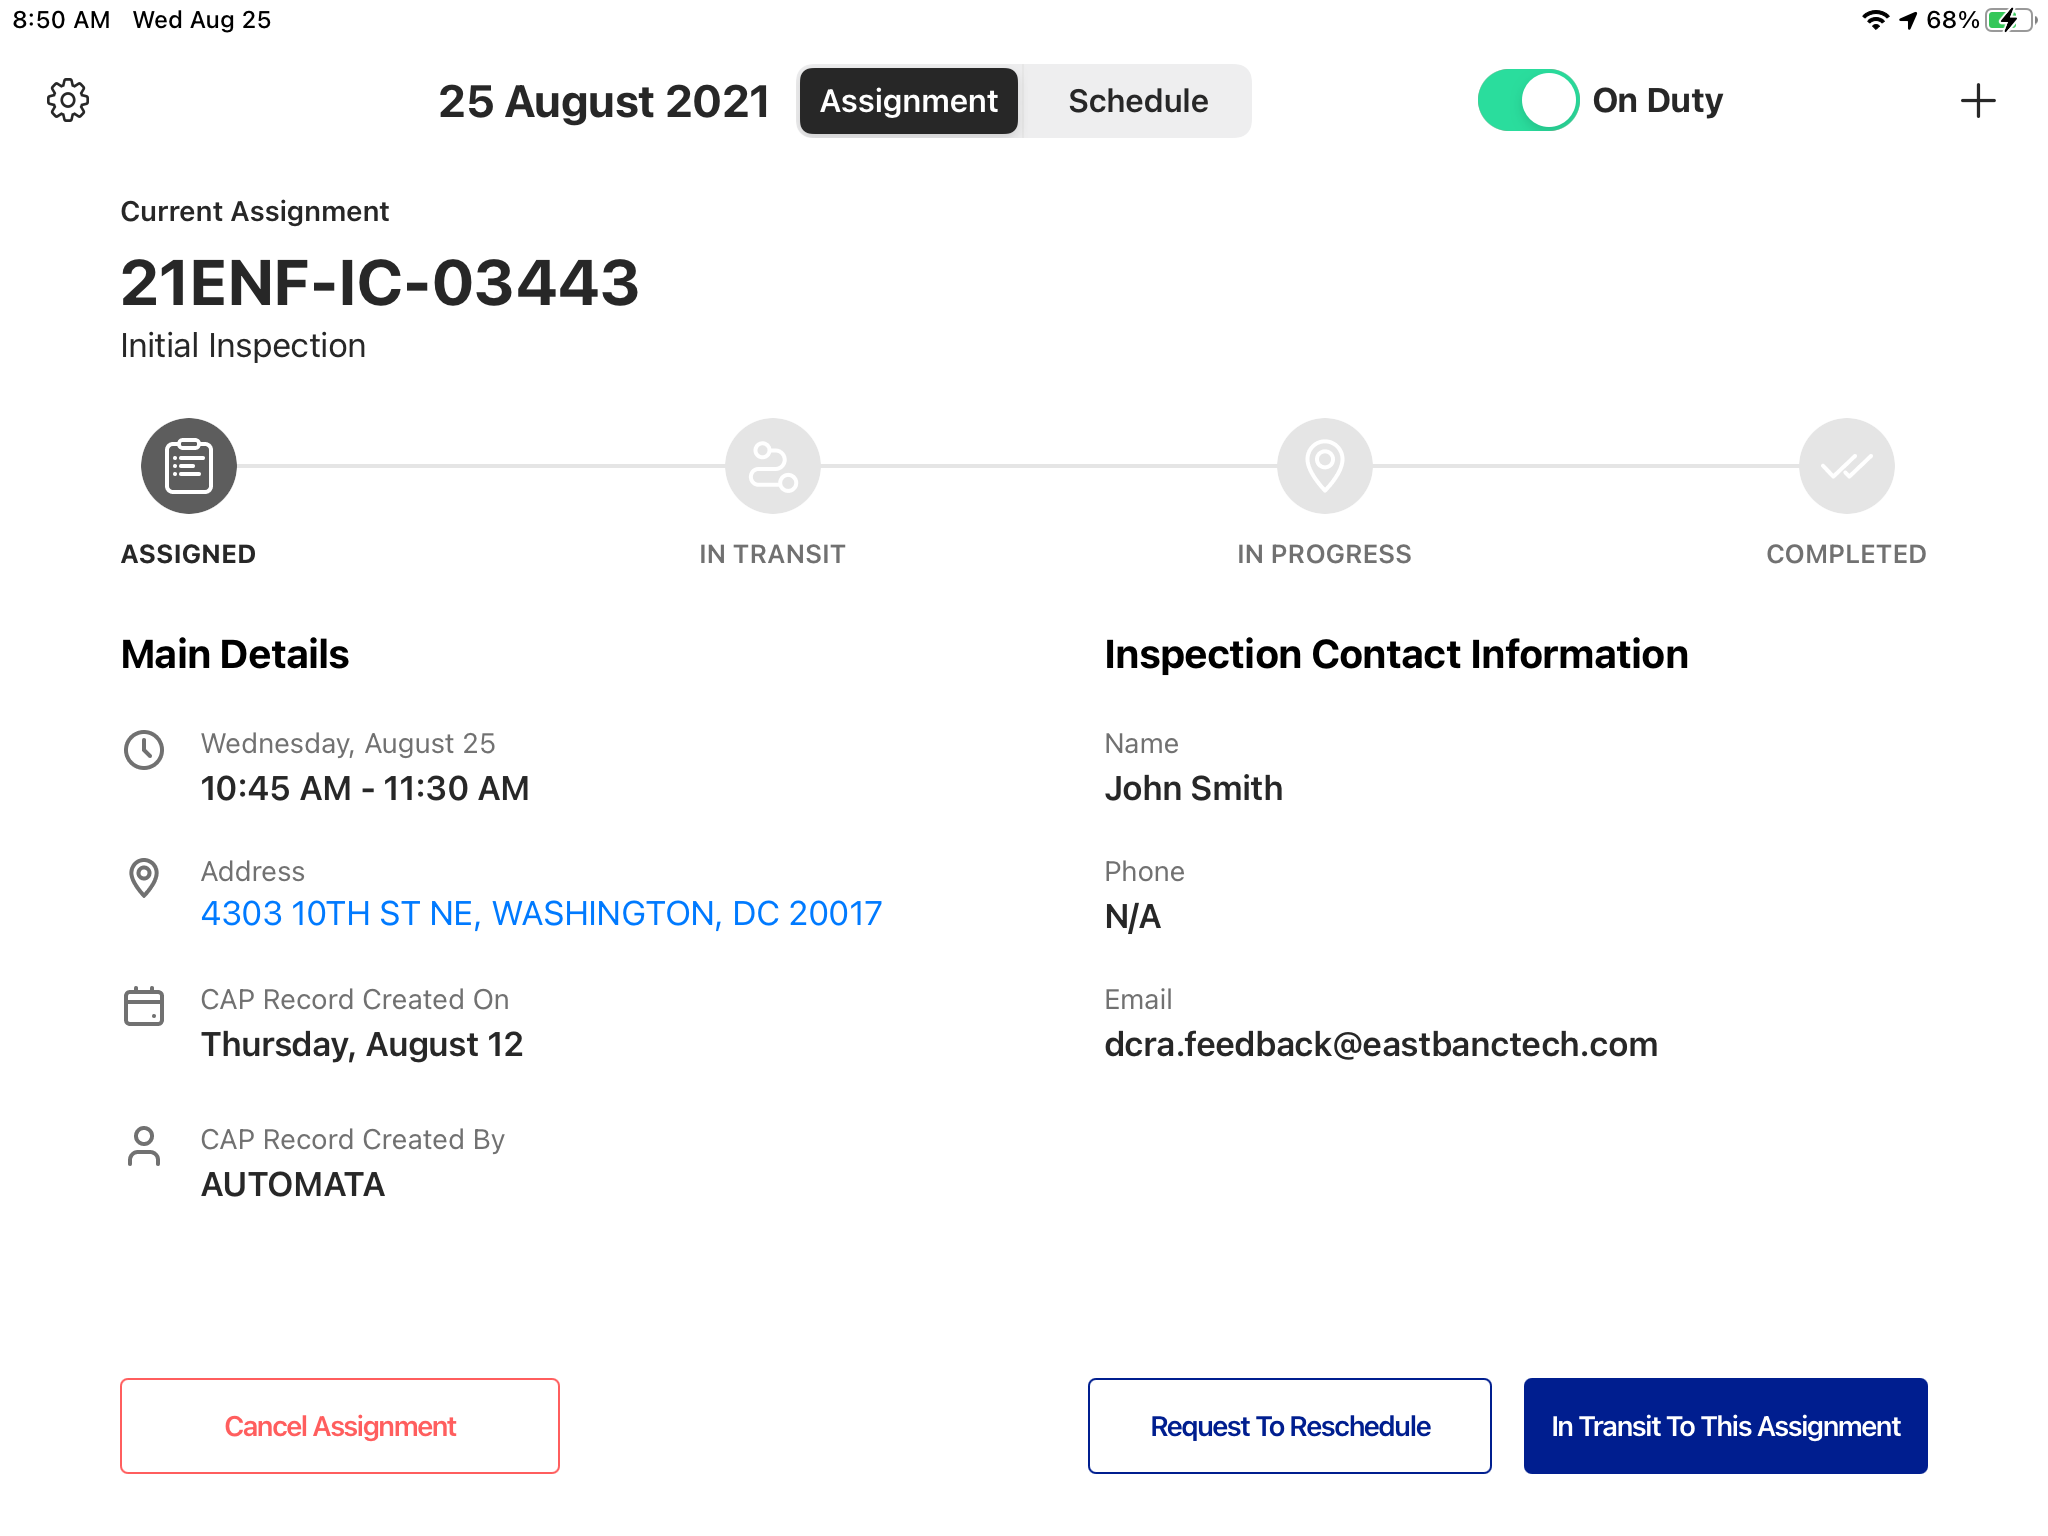 8:50 AM Wed Aug 25
68%
25 August 2021
Assignment
Schedule
On Duty
Current Assignment
21ENF-IC-03443
Initial Inspection
ASSIGNED
IN TRANSIT
IN PROGRESS
COMPLETED
Main Details
Wednesday, August 25
10:45 AM - 11:30 AM
Address
4303 10TH ST NE, WASHINGTON, DC 20017
CAP Record Created On
Thursday, August 12
CAP Record Created By
AUTOMATA
Inspection Contact Information
Name
John Smith
Phone
N/A
Email
dcra.feedback@eastbanctech.com
Cancel Assignment
Request To Reschedule
In Transit To This Assignment